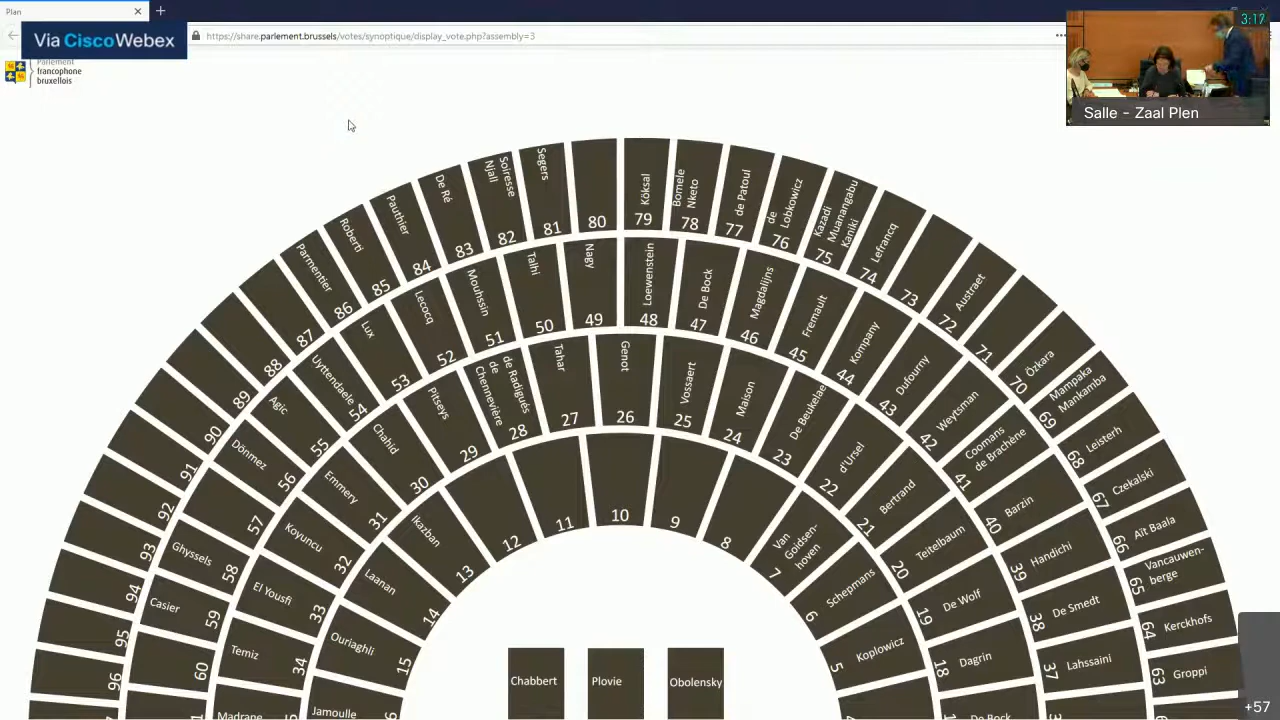 Plan
Via CiscoWebex
https://share.parlement.brussels/votes/synoptique/display_vote.php?assembly=3
3:17
Parlement
francophone
bruxellois
Salle - Zaal Plen
Parmentier
86
Roberti
85
Pauthier
84
De Ré
83
Soiresse
Njall
82
Segers
81
80
Köksal
79
Bomele
Nketo
78
de Patoul
77
de
Lobkowicz
76
Kazadi
Muanangabu
Kaniki
75
Lefrancq
74
73
Austraet
72
71
Özkara
70
Mampaka
Mankamba
69
Leisterh
68
Czekalski
67
Aït Baala
66
Vancauwen-
berge
65
Kerckhofs
64
Groppi
63
87
88
89
90
91
92
93
94
95
96
60
Casier
59
Ghyssels
58
57
Dönmez
56
Agic
55
Uyttendaele
54
Lux
53
Lecocq
52
Mouhssin
51
Talhi
50
Nagy
49
Loewenstein
48
De Bock
47
Magdalijns
46
Fremault
45
Kompany
44
Dufourny
43
Weytsman
42
Coomans
de Brachène
41
Barzin
40
Handichi
39
De Smedt
38
Lahssaini
37
Madrane
Temiz
34
El Yousfi
33
Koyuncu
32
Emmery
31
Chahid
30
Pitseys
29
de Radiguès
de
Chennevière
28
Tahar
27
Genot
26
Vossaert
25
Maison
24
De Beukelae
23
d'Ursel
22
Bertrand
21
Teitelbaum
20
De Wolf
19
Dagrin
18
De Bock
Jamoulle
Ouriaghli
15
Laanan
14
Ikazban
13
12
11
10
9
8
Van
Goidsen-
hoven
7
Schepmans
6
Koplowicz
5
Chabbert
Plovie
Obolensky
+57